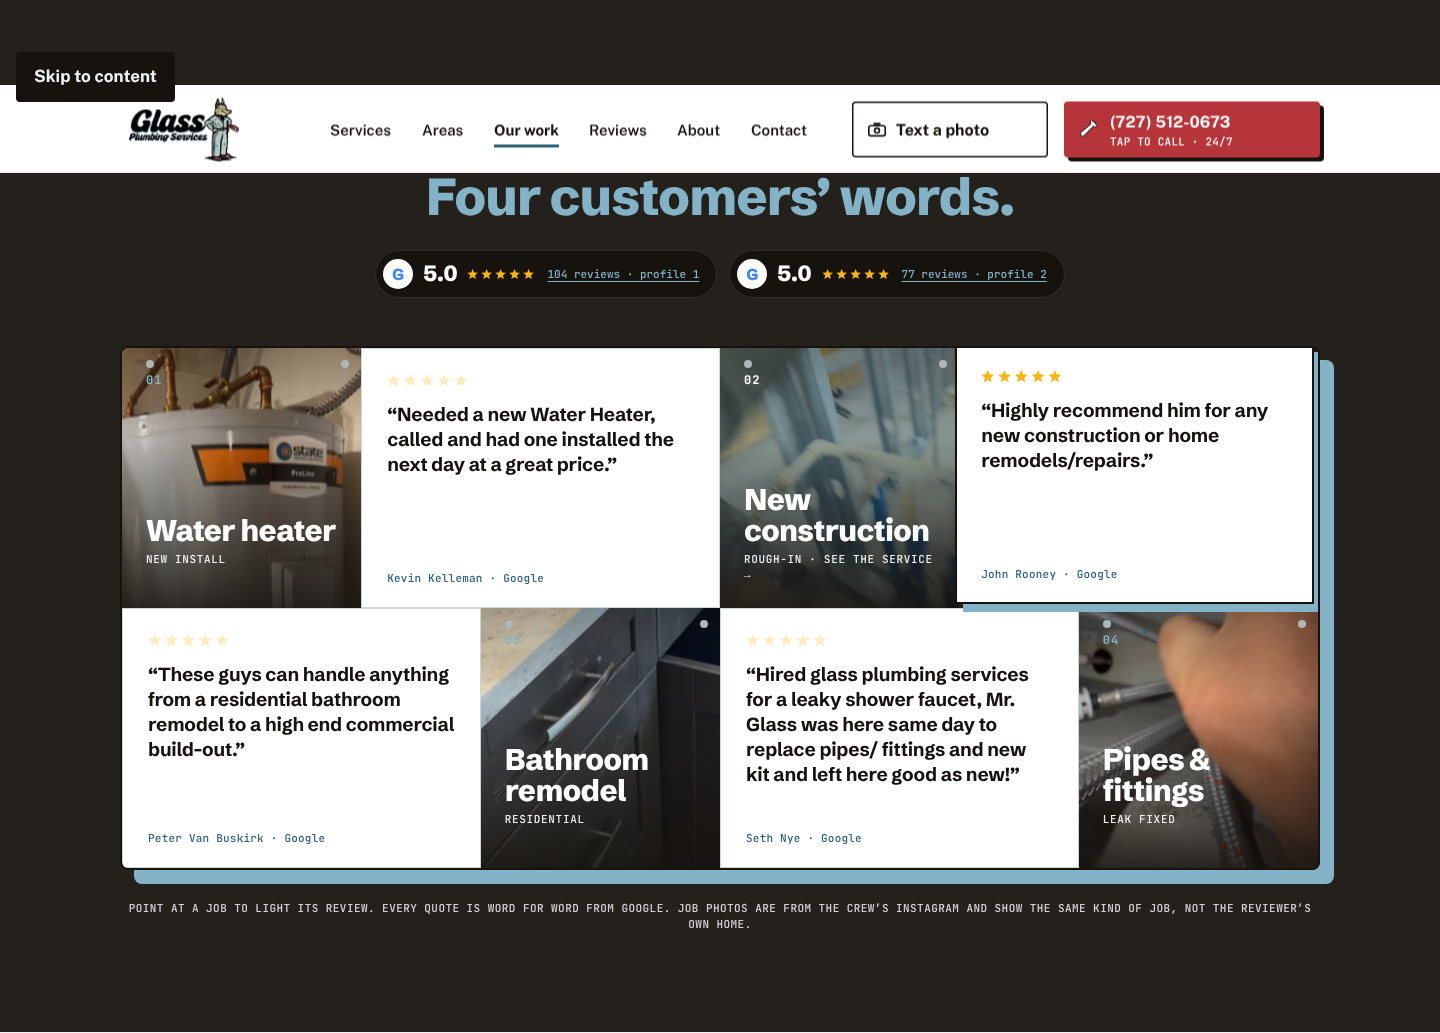 Skip to content
Glass
Plumbing Services
Services
Areas
Our work
Reviews
About
Contact
Text a photo
(727) 512-0673
TAP TO CALL · 24/7
Four customers’ words.
G 5.0 ★★★★★ 104 reviews · profile 1
G 5.0 ★★★★★ 77 reviews · profile 2
01
state
ProLine
Water heater
NEW INSTALL
★★★★★
“Needed a new Water Heater,
called and had one installed the
next day at a great price.”
Kevin Kelleman · Google
02
New
construction
ROUGH-IN · SEE THE SERVICE
→
★★★★★
“Highly recommend him for any
new construction or home
remodels/repairs.”
John Rooney · Google
★★★★★
“These guys can handle anything
from a residential bathroom
remodel to a high end commercial
build-out.”
Peter Van Buskirk · Google
03
Bathroom
remodel
RESIDENTIAL
★★★★★
“Hired glass plumbing services
for a leaky shower faucet, Mr.
Glass was here same day to
replace pipes/ fittings and new
kit and left here good as new!”
Seth Nye · Google
04
Pipes &
fittings
LEAK FIXED
POINT AT A JOB TO LIGHT ITS REVIEW. EVERY QUOTE IS WORD FOR WORD FROM GOOGLE. JOB PHOTOS ARE FROM THE CREW’S INSTAGRAM AND SHOW THE SAME KIND OF JOB, NOT THE REVIEWER’S
OWN HOME.